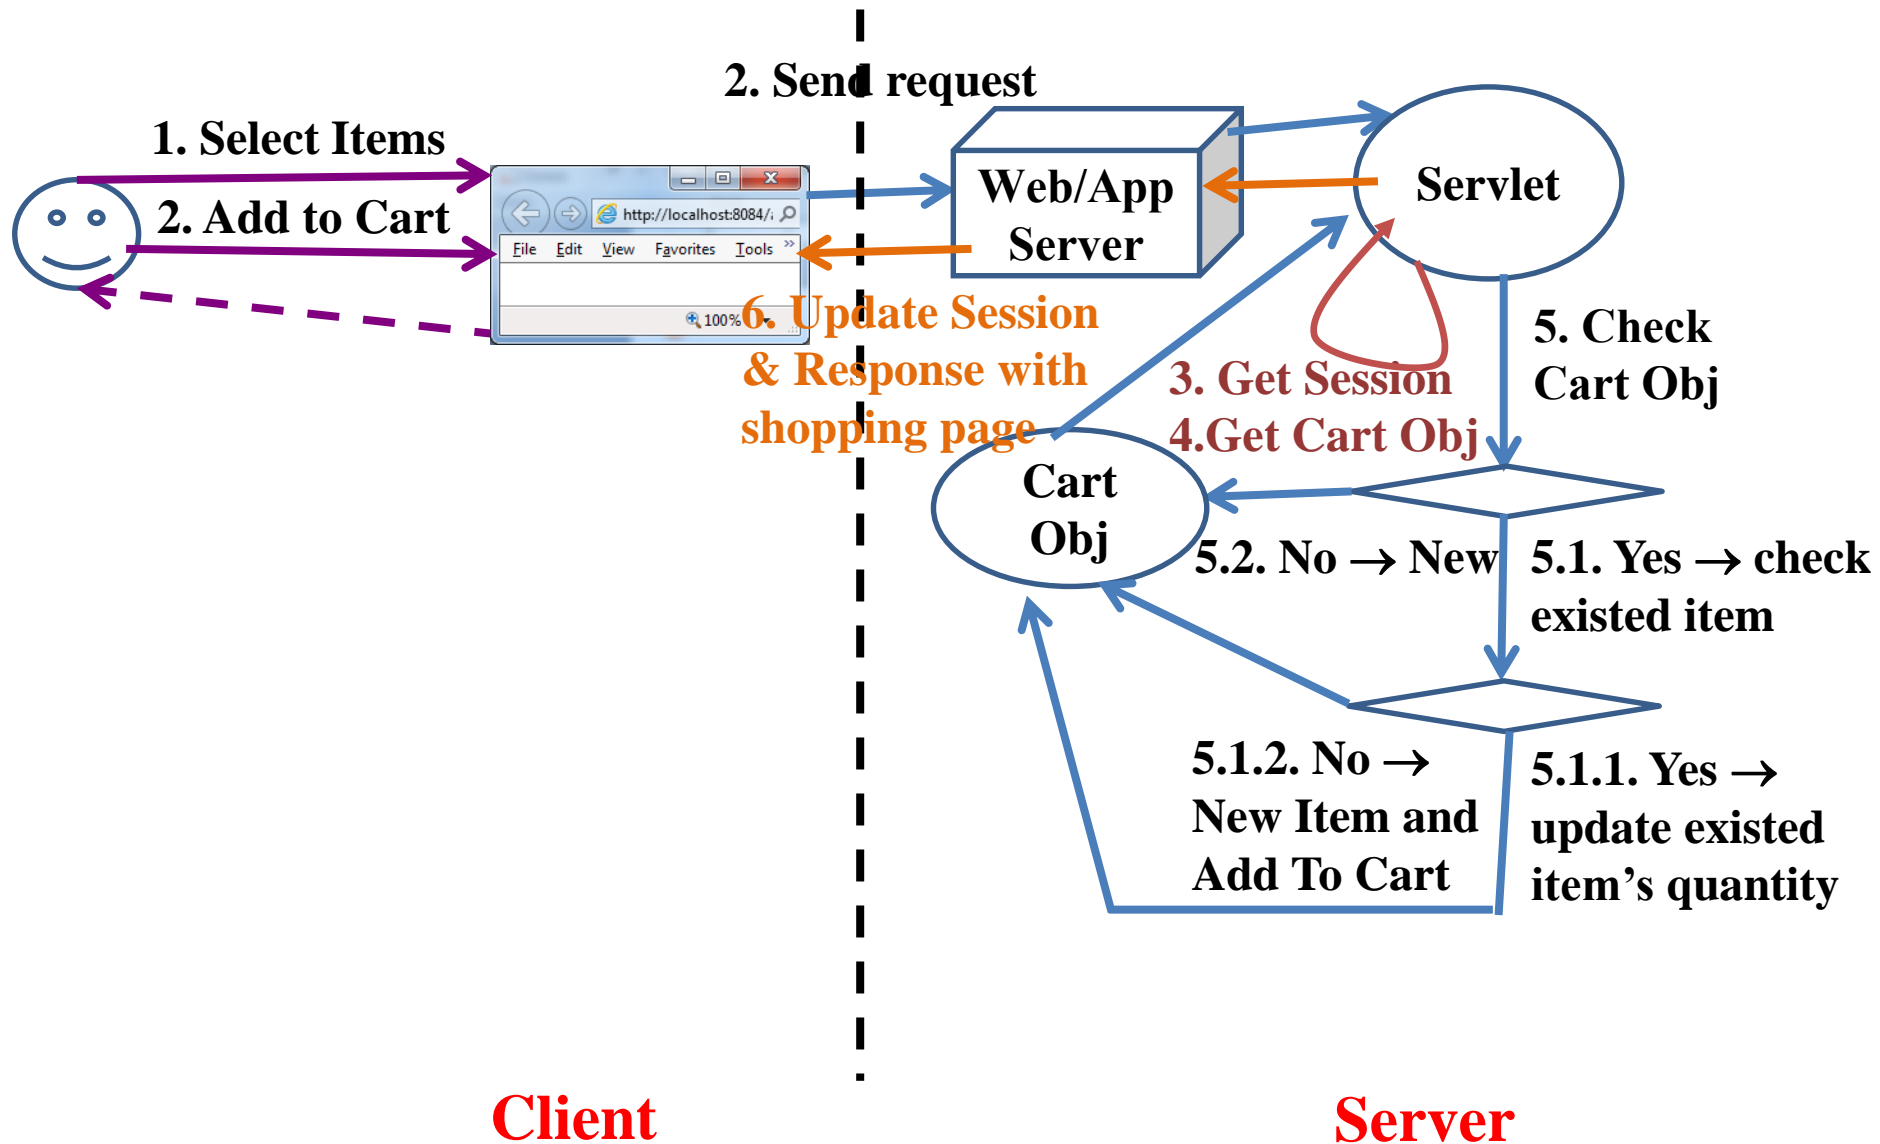 2. Send request
1. Select Items
2. Add to Cart
http://localhost:8084/
File Edit View Favorites Tools »
100%
Web/App
Server
Servlet
6. Update Session
& Response with
shopping page
3. Get Session
4.Get Cart Obj
5. Check
Cart Obj
Cart
Obj
5.2. No → New
5.1. Yes → check
existed item
5.1.2. No →
New Item and
Add To Cart
5.1.1. Yes →
update existed
item’s quantity
Client
Server